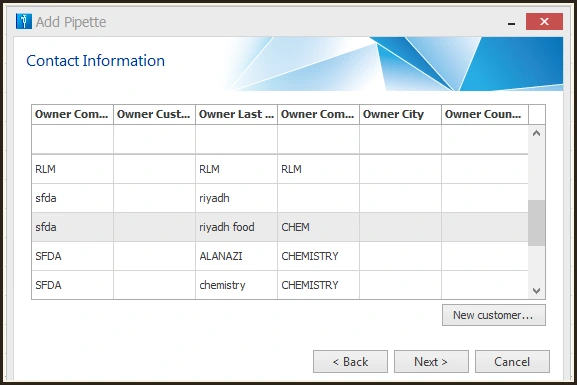 Add Pipette
Contact Information
Owner Com... Owner Cust... Owner Last ... Owner Com... Owner City Owner Coun...
RLM RLM RLM
sfda riyadh
sfda riyadh food CHEM
SFDA ALANAZI CHEMISTRY
SFDA chemistry CHEMISTRY
New customer...
< Back Next > Cancel